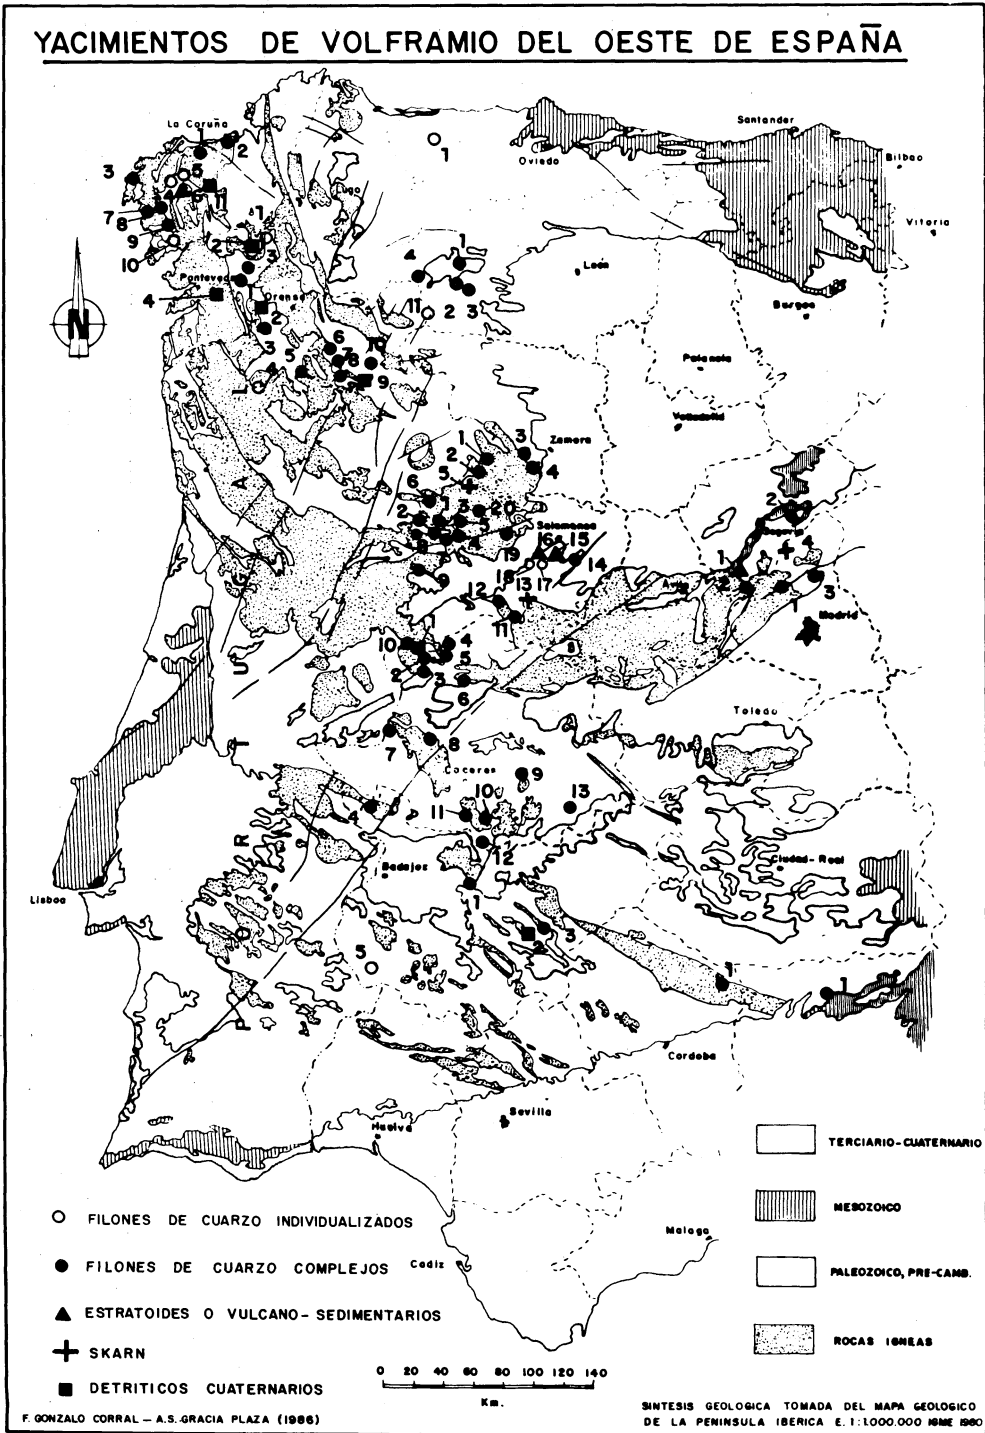 YACIMIENTOS DE VOLFRAMIO DEL OESTE DE ESPAÑA
La Coruña
Santander
Oviedo
Bilbao
Lugo
Vitoria
León
Pontevedra
Orense
Burgos
N
Palencia
Valladolid
Zamora
Salamanca
Segovia
Avila
Madrid
PORTUGAL
Toledo
Caceres
Ciudad-Real
Badajoz
Lisboa
Cordoba
Sevilla
Huelva
Malaga
Cadiz
TERCIARIO-CUATERNARIO
MESOZOICO
PALEOZOICO, PRE-CAMB.
ROCAS IGNEAS
FILONES DE CUARZO INDIVIDUALIZADOS
FILONES DE CUARZO COMPLEJOS
ESTRATOIDES O VULCANO-SEDIMENTARIOS
SKARN
DETRITICOS CUATERNARIOS
0 20 40 60 80 100 120 140
Km.
F. GONZALO CORRAL – A.S. GRACIA PLAZA (1986)
SINTESIS GEOLOGICA TOMADA DEL MAPA GEOLOGICO
DE LA PENINSULA IBERICA E. 1:1.000.000 IGME 1980